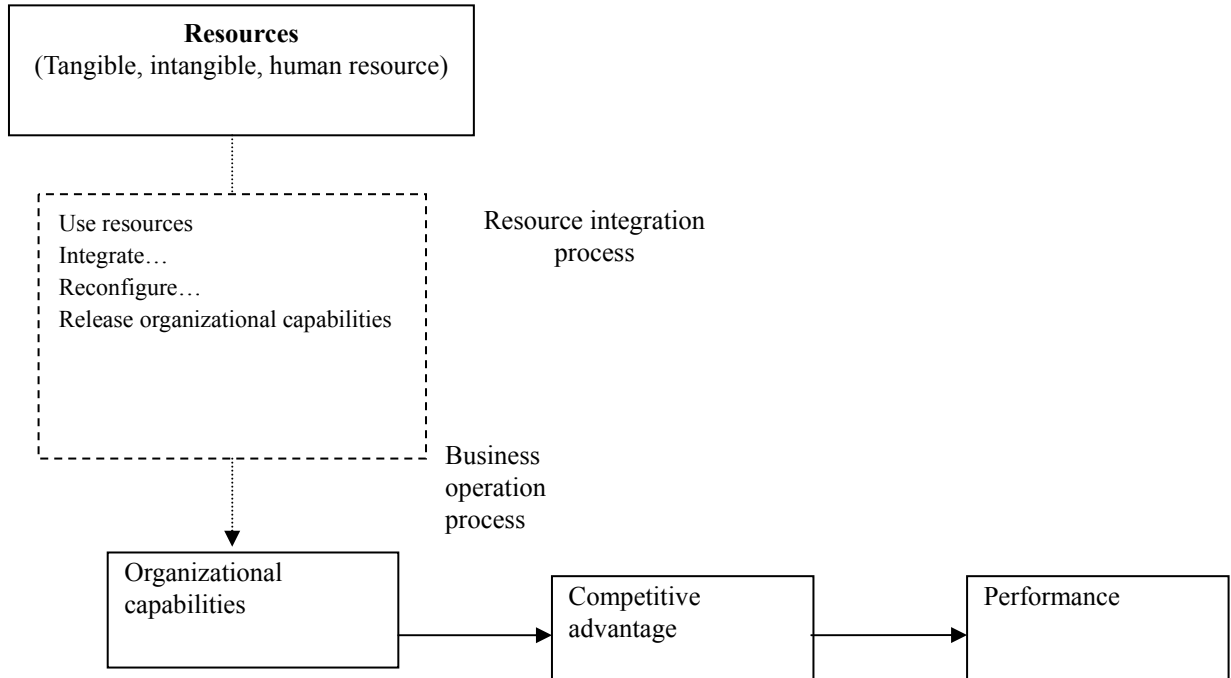 Resources
(Tangible, intangible, human resource)
Use resources
Integrate…
Reconfigure…
Release organizational capabilities
Resource integration
process
Business
operation
process
Organizational
capabilities
Competitive
advantage
Performance